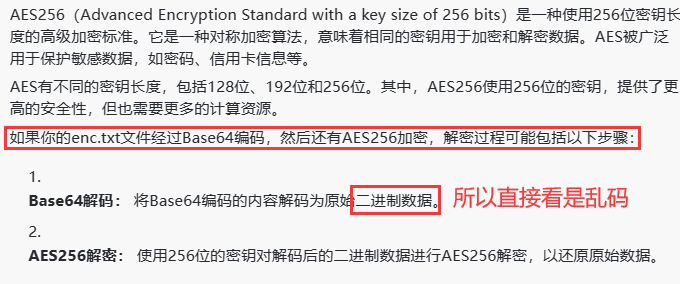 AES256（Advanced Encryption Standard with a key size of 256 bits）是一种使用256位密钥长
度的高级加密标准。它是一种对称加密算法，意味着相同的密钥用于加密和解密数据。AES被广泛
用于保护敏感数据，如密码、信用卡信息等。
AES有不同的密钥长度，包括128位、192位和256位。其中，AES256使用256位的密钥，提供了更
高的安全性，但也需要更多的计算资源。
如果你的enc.txt文件经过Base64编码，然后还有AES256加密，解密过程可能包括以下步骤：
1.
Base64解码： 将Base64编码的内容解码为原始二进制数据。 所以直接看是乱码
2.
AES256解密： 使用256位的密钥对解码后的二进制数据进行AES256解密，以还原原始数据。